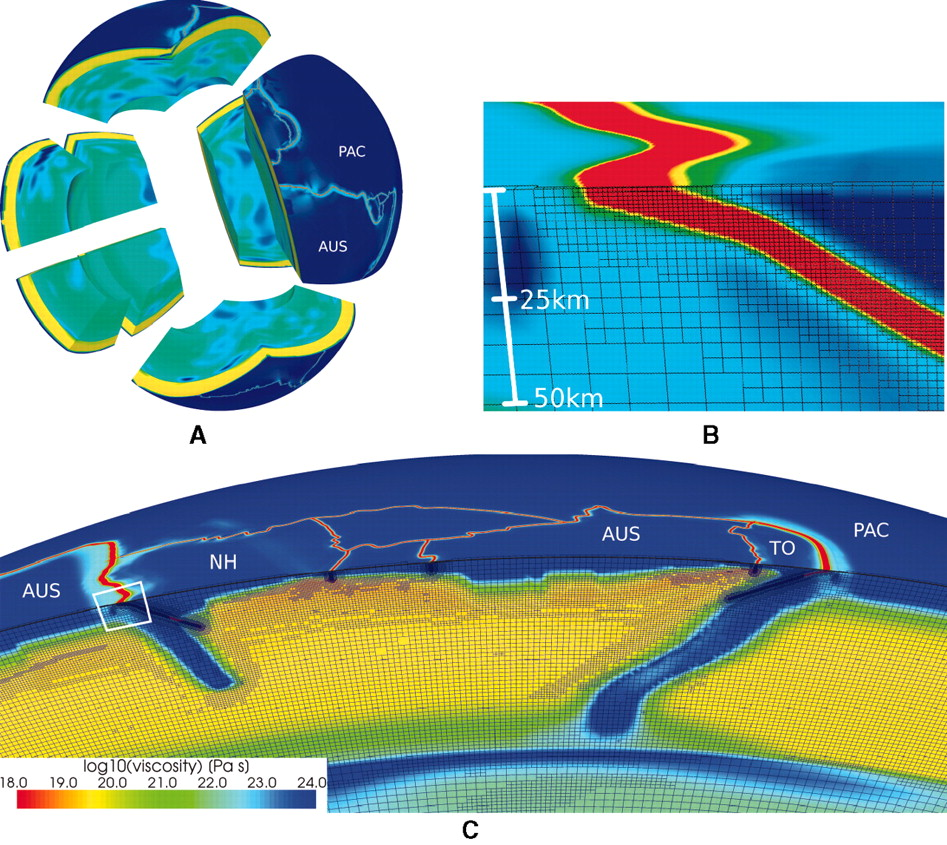 PAC
AUS
A
25km
50km
B
AUS
NH
AUS
TO
PAC
log10(viscosity) [Pa s]
18.0 19.0 20.0 21.0 22.0 23.0 24.0
C